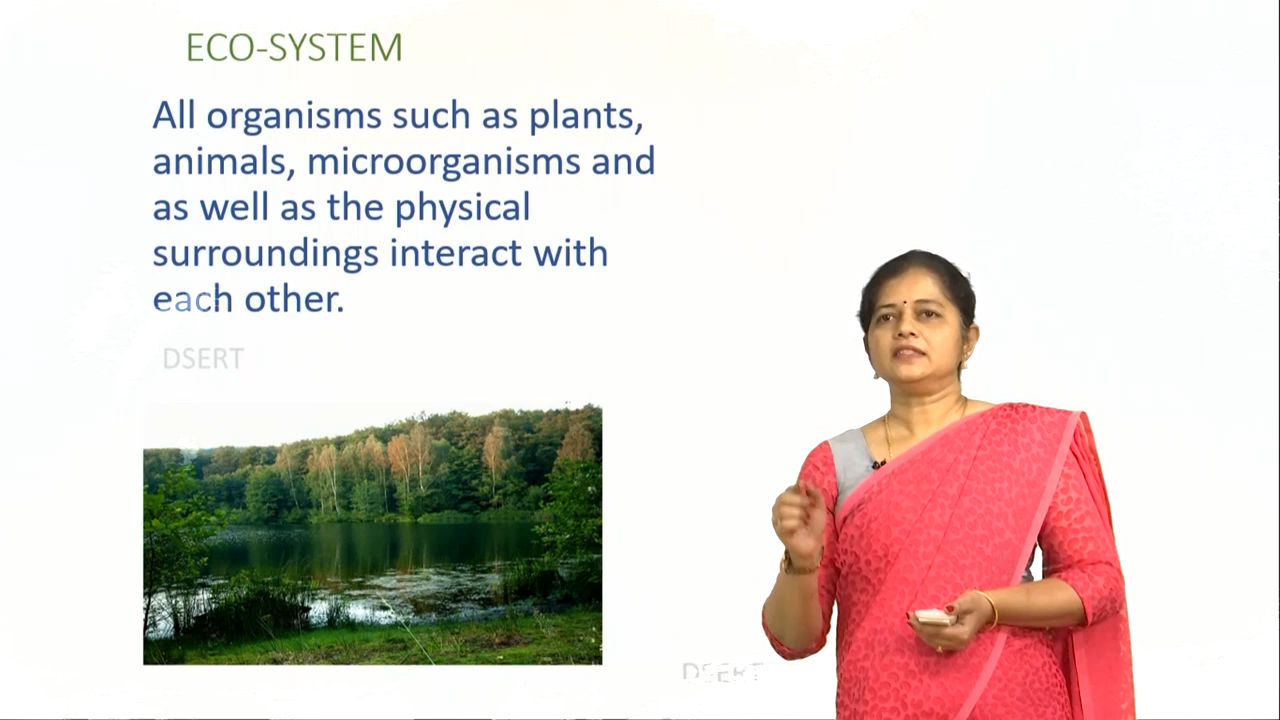 ECO-SYSTEM
All organisms such as plants,
animals, microorganisms and
as well as the physical
surroundings interact with
each other.
DSERT
DSERT